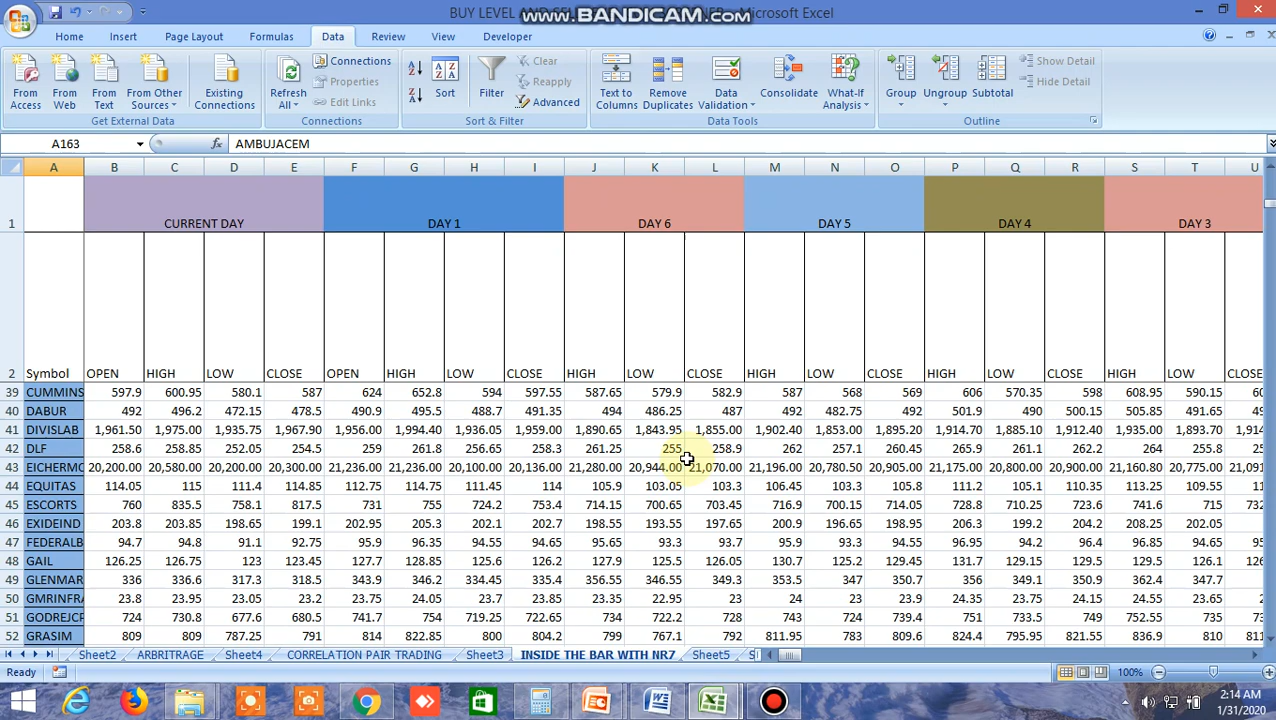 BUY LEVEL AND SE
www.BANDICAM.com
Microsoft Excel
Home Insert Page Layout Formulas Data Review View Developer
From Access
From Web
From Text
From Other Sources
Existing Connections
Get External Data
Refresh All
Connections
Properties
Edit Links
Connections
Sort
Filter
Clear
Reapply
Advanced
Sort & Filter
Text to Columns
Remove Duplicates
Data Validation
Consolidate
What-If Analysis
Data Tools
Group
Ungroup
Subtotal
Show Detail
Hide Detail
Outline
A163 fx AMBUJACEM
A B C D E F G H I J K L M N O P Q R S T U
1 CURRENT DAY DAY 1 DAY 6 DAY 5 DAY 4 DAY 3
2 Symbol OPEN HIGH LOW CLOSE OPEN HIGH LOW CLOSE HIGH LOW CLOSE HIGH LOW CLOSE HIGH LOW CLOSE HIGH LOW CLOSE
39 CUMMINS 597.9 600.95 580.1 587 624 652.8 594 597.55 587.65 579.9 582.9 587 568 569 606 570.35 598 608.95 590.15 60
40 DABUR 492 496.2 472.15 478.5 490.9 495.5 488.7 491.35 494 486.25 487 492 482.75 492 501.9 490 500.15 505.85 491.65 49
41 DIVISLAB 1,961.50 1,975.00 1,935.75 1,967.90 1,956.00 1,994.40 1,936.05 1,959.00 1,890.65 1,843.95 1,855.00 1,902.40 1,853.00 1,895.20 1,914.70 1,885.10 1,912.40 1,935.00 1,893.70 1,914
42 DLF 258.6 258.85 253.75 254.5 259 261.8 256.65 258.3 261.25 255 258.9 262 257.1 260.45 265.9 261.1 262.2 264 255.8 25
43 EICHERMO 20,200.00 20,580.00 20,200.00 20,300.00 21,236.00 21,236.00 20,100.00 20,136.00 21,280.00 20,944.00 21,070.00 21,196.00 20,780.50 20,905.00 21,175.00 20,800.00 20,900.00 21,160.80 20,775.00 21,091
44 EQUITAS 114.05 115 111.4 113.85 112.75 114.75 111.45 114 105.9 103.05 103.3 106.45 103.3 105.8 111.2 105.1 110.35 113.25 109.55 11
45 ESCORTS 760 835.5 758.1 817.5 731 755 724.2 753.4 714.15 700.65 703.45 716.9 700.15 714.05 728.8 710.2 723.6 741.6 715 732
46 EXIDEIND 203.8 203.85 198.65 199.1 202.95 205.3 202.1 202.7 198.55 193.55 197.65 200.9 196.65 198.95 206.3 199.2 204.2 208.25 202.05
47 FEDERALB 94.7 94.8 91.1 92.75 95.9 96.35 94.55 94.65 95.65 93.3 93.7 95.9 93.3 94.55 96.95 94.2 96.4 96.85 94.65 95
48 GAIL 126.25 126.75 123 123.45 127.7 128.85 125.6 126.2 127.9 125.5 126.05 130.7 125.2 126.4 131.7 129.15 129.5 129.5 126.1 126
49 GLENMAR 336 336.6 317.3 318.5 343.9 346.2 334.45 335.4 356.55 346.55 349.3 353.5 347 350.7 356 349.1 350.9 362.4 347.7
50 GMRINFRA 23.8 23.95 23.05 23.2 23.75 24.05 23.7 23.85 23.35 22.95 23 24 23 23.9 24.35 23.75 24.15 24.55 23.65 2
51 GODREJCP 724 730.8 677.6 680.5 741.7 754 719.25 722.65 734 722.2 728 743 724 739.4 751 733.5 749 752.55 735 73
52 GRASIM 809 809 787.25 791 814 822.85 800 804.2 799 767.1 792 811.95 783 809.6 824.4 795.95 821.55 836.9 810 811
Sheet2 ARBITRAGE Sheet4 CORRELATION PAIR TRADING Sheet3 INSIDE THE BAR WITH NR7 Sheet5 S
Ready 100%
2:14 AM
1/31/2020